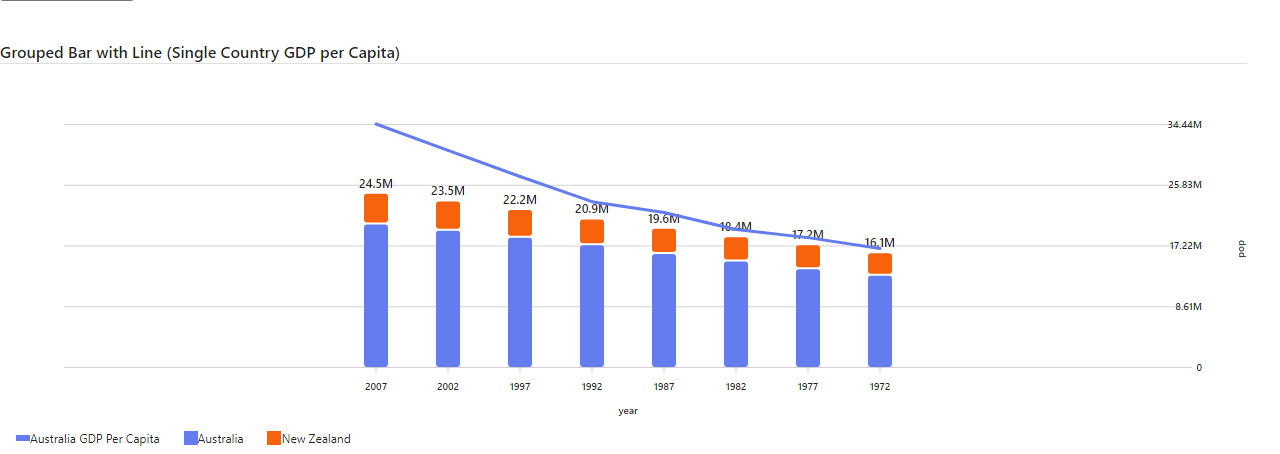 Grouped Bar with Line (Single Country GDP per Capita)
34.44M
24.5M
25.83M
23.5M
22.2M
20.9M
19.6M
18.4M
17.2M
16.1M
17.22M
pop
8.61M
0
2007 2002 1997 1992 1987 1982 1977 1972
year
Australia GDP Per Capita Australia New Zealand